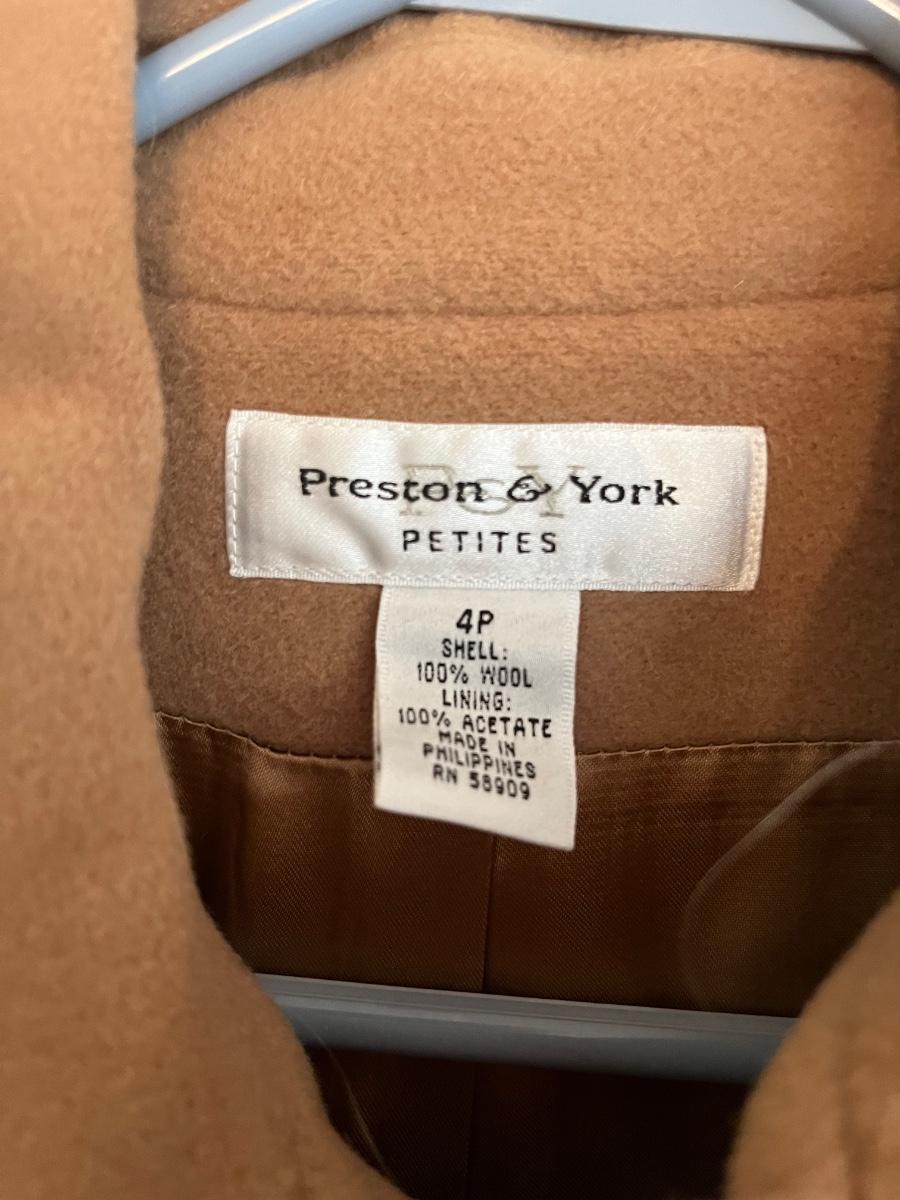 Preston & York
PETITES
4P
SHELL:
100% WOOL
LINING:
100% ACETATE
MADE IN
PHILIPPINES
RN 58909